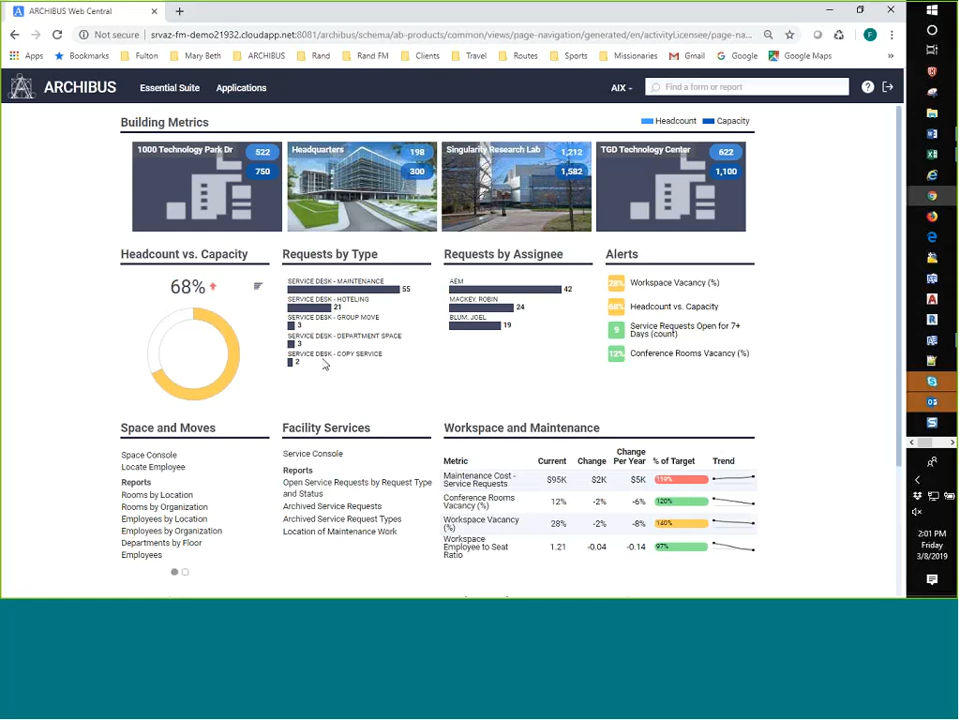 ARCHIBUS Web Central
Not secure | srvaz-fm-demo21932.cloudapp.net:8081/archibus/schema/ab-products/common/views/page-navigation/generated/en/activityLicensee/page-na...
Apps Bookmarks Fulton Mary Beth ARCHIBUS Rand Rand FM Clients Travel Routes Sports Missionaries Gmail Google Google Maps »
ARCHIBUS Essential Suite Applications AIX Find a form or report
Building Metrics Headcount Capacity
1000 Technology Park Dr 522 750
Headquarters 198 300
Singularity Research Lab 1,212 1,582
TGD Technology Center 622 1,100
Headcount vs. Capacity
68%
Requests by Type
SERVICE DESK - MAINTENANCE
55
SERVICE DESK - HOTELING
21
SERVICE DESK - GROUP MOVE
3
SERVICE DESK - DEPARTMENT SPACE
3
SERVICE DESK - COPY SERVICE
2
Requests by Assignee
AEM
42
MACKEY, ROBIN
24
BLUM, JOEL
19
Alerts
28% Workspace Vacancy (%)
68% Headcount vs. Capacity
9 Service Requests Open for 7+
Days (count)
12% Conference Rooms Vacancy (%)
Space and Moves
Space Console
Locate Employee
Reports
Rooms by Location
Rooms by Organization
Employees by Location
Employees by Organization
Departments by Floor
Employees
Facility Services
Service Console
Reports
Open Service Requests by Request Type
and Status
Archived Service Requests
Archived Service Request Types
Location of Maintenance Work
Workspace and Maintenance
Metric Current Change Change Per Year % of Target Trend
Maintenance Cost -
Service Requests $95K $2K $5K 119%
Conference Rooms
Vacancy (%) 12% -2% -6% 120%
Workspace Vacancy
(%) 28% -2% -8% 140%
Workspace
Employee to Seat
Ratio 1.21 -0.04 -0.14 97%
2:01 PM
Friday
3/8/2019